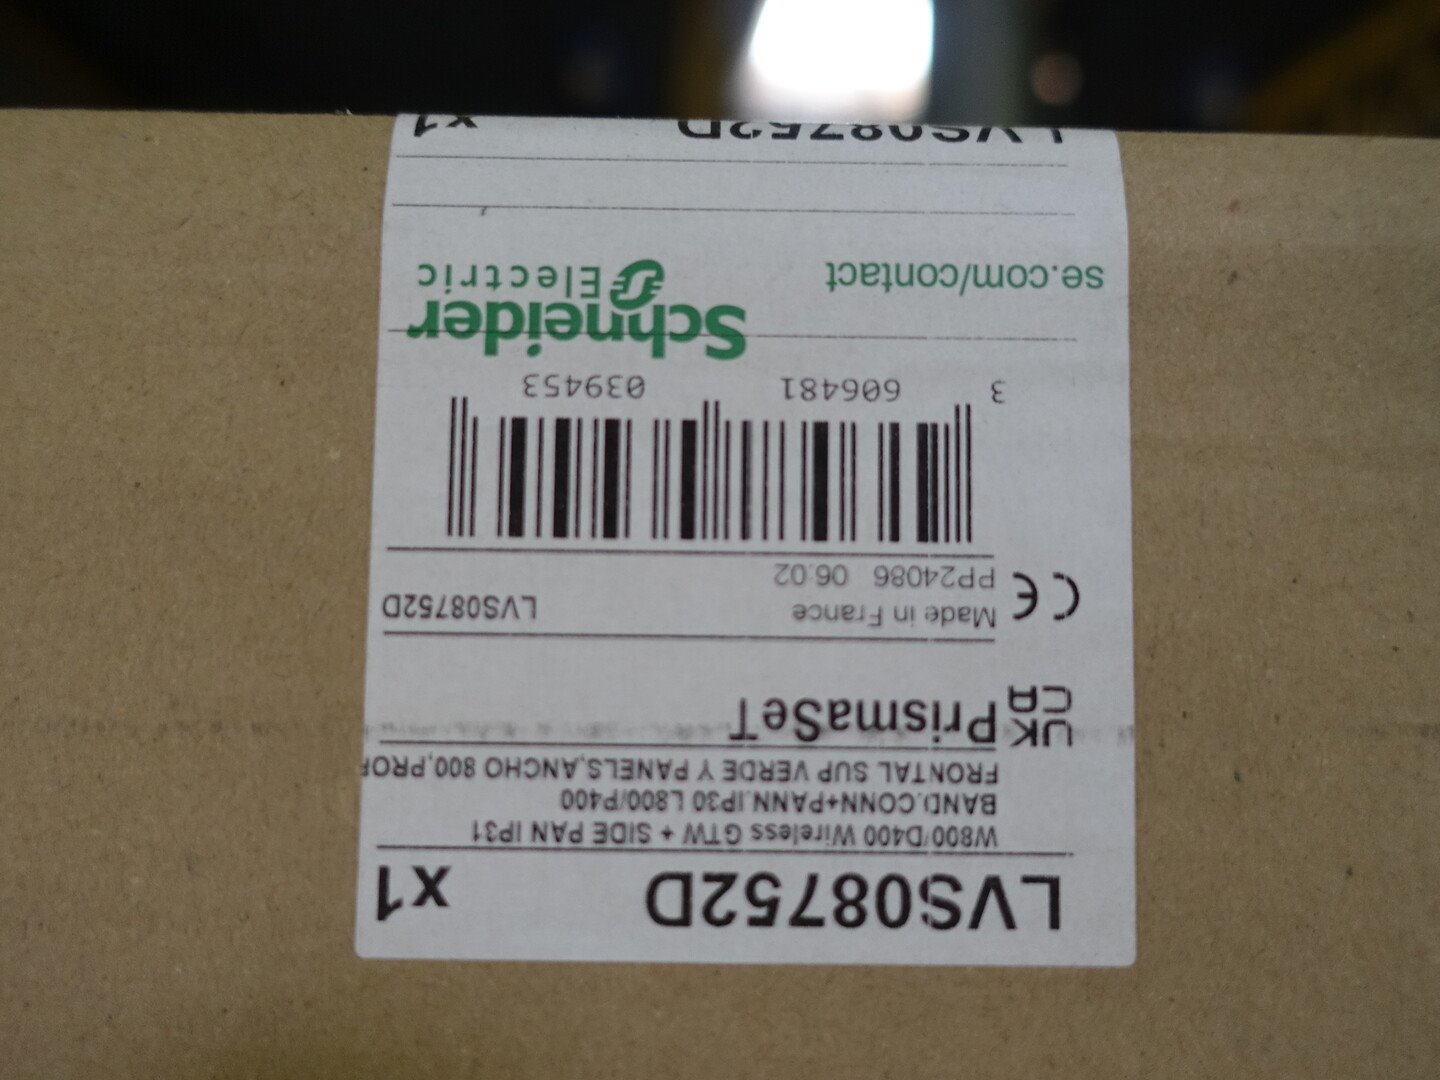 LVS08752D x1
W800/D400 Wireless GTW + SIDE PAN IP31
BAND.CONN+PANN.IP30 L800/P400
FRONTAL SUP VERDE Y PANELS,ANCHO 800,PROF
UK CA PrismaSeT
Made in France LVS08752D
CE PP24086 06.02
3 606481 039453
Schneider
Electric
se.com/contact
LVS08752D x1